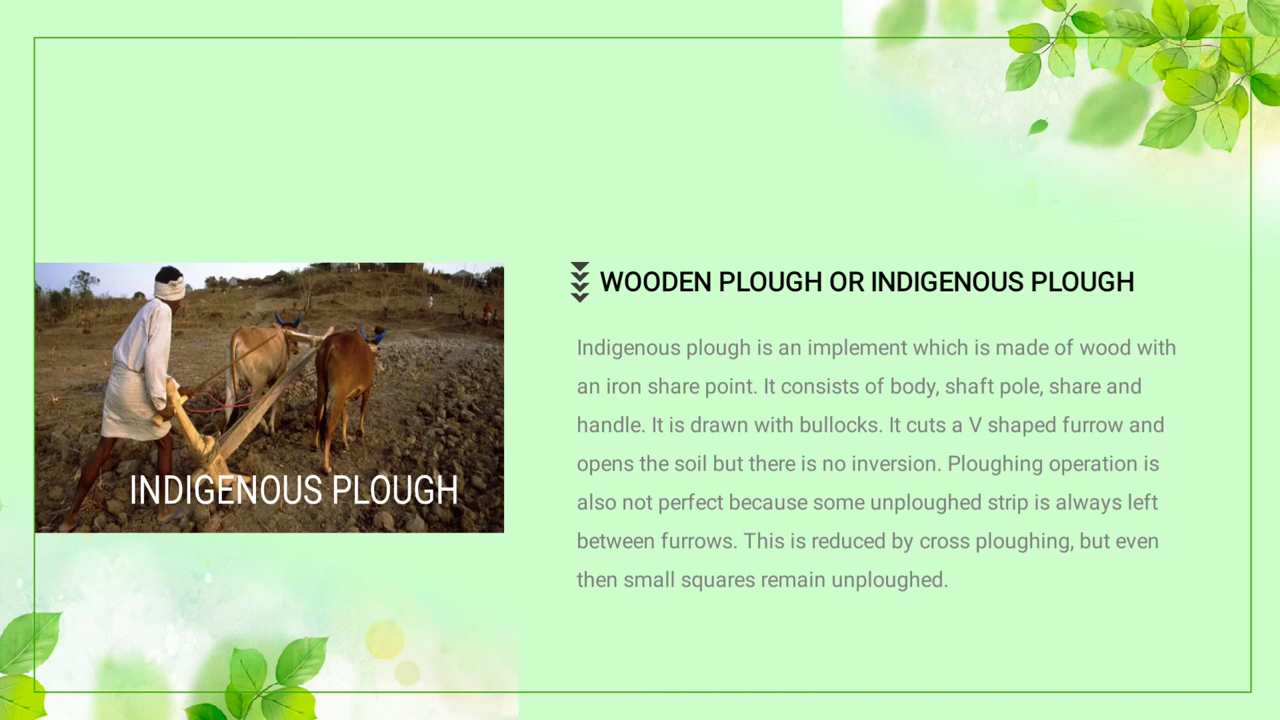 INDIGENOUS PLOUGH
WOODEN PLOUGH OR INDIGENOUS PLOUGH
Indigenous plough is an implement which is made of wood with
an iron share point. It consists of body, shaft pole, share and
handle. It is drawn with bullocks. It cuts a V shaped furrow and
opens the soil but there is no inversion. Ploughing operation is
also not perfect because some unploughed strip is always left
between furrows. This is reduced by cross ploughing, but even
then small squares remain unploughed.